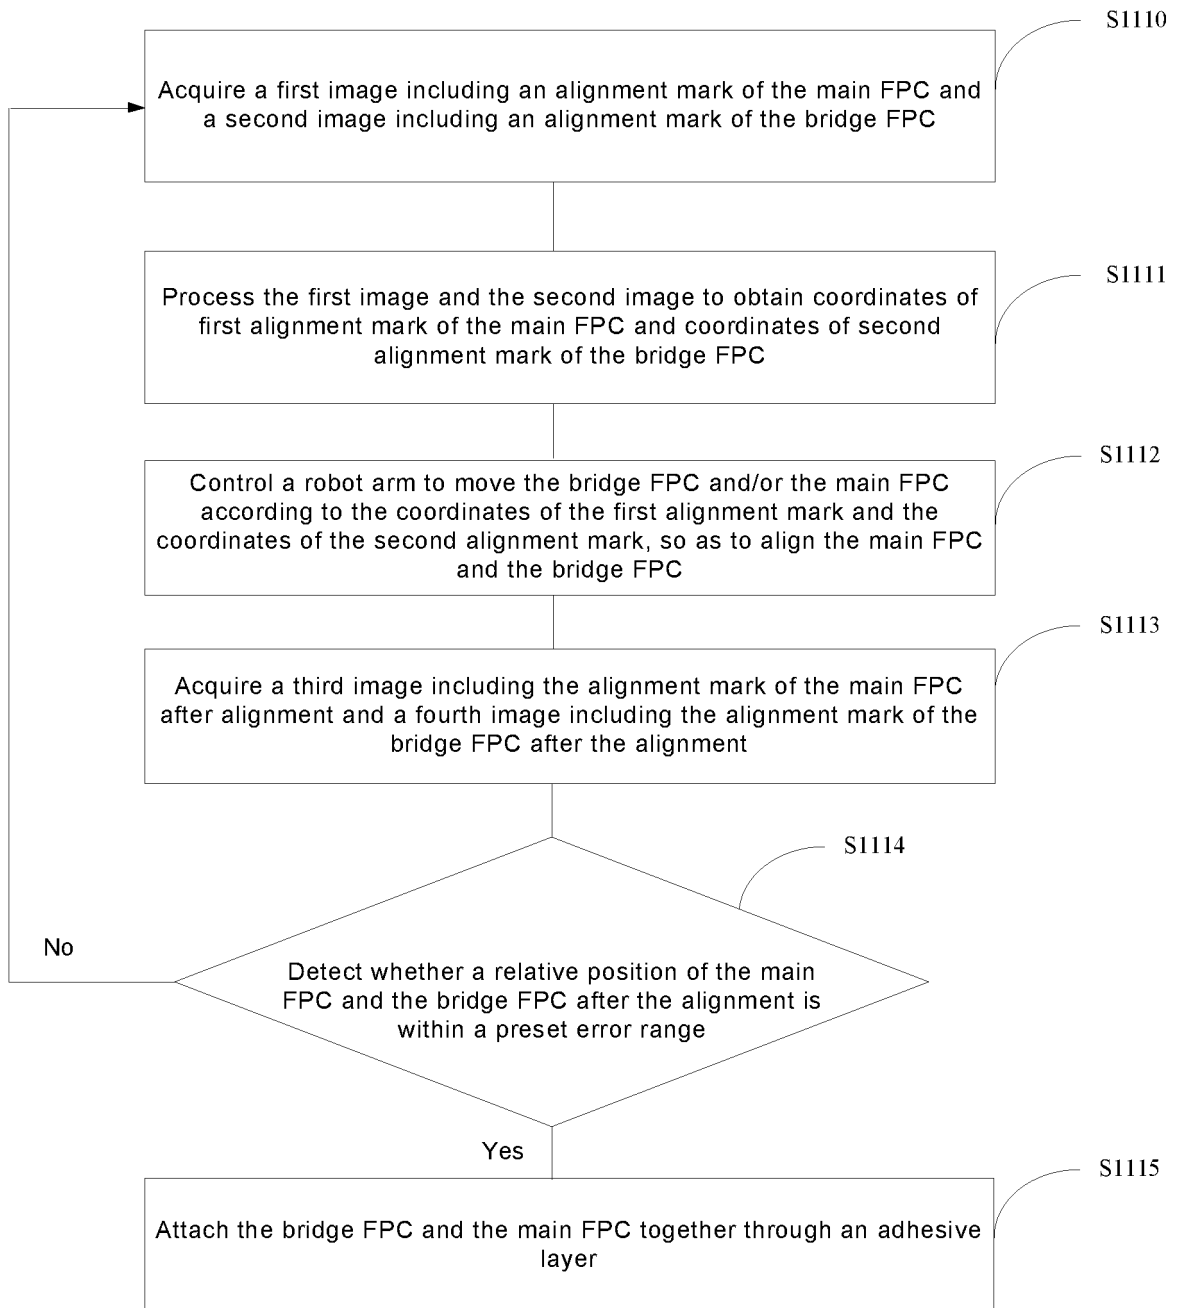 S1110
Acquire a first image including an alignment mark of the main FPC and
a second image including an alignment mark of the bridge FPC
S1111
Process the first image and the second image to obtain coordinates of
first alignment mark of the main FPC and coordinates of second
alignment mark of the bridge FPC
S1112
Control a robot arm to move the bridge FPC and/or the main FPC
according to the coordinates of the first alignment mark and the
coordinates of the second alignment mark, so as to align the main FPC
and the bridge FPC
S1113
Acquire a third image including the alignment mark of the main FPC
after alignment and a fourth image including the alignment mark of the
bridge FPC after the alignment
S1114
No
Detect whether a relative position of the main
FPC and the bridge FPC after the alignment is
within a preset error range
Yes
S1115
Attach the bridge FPC and the main FPC together through an adhesive
layer